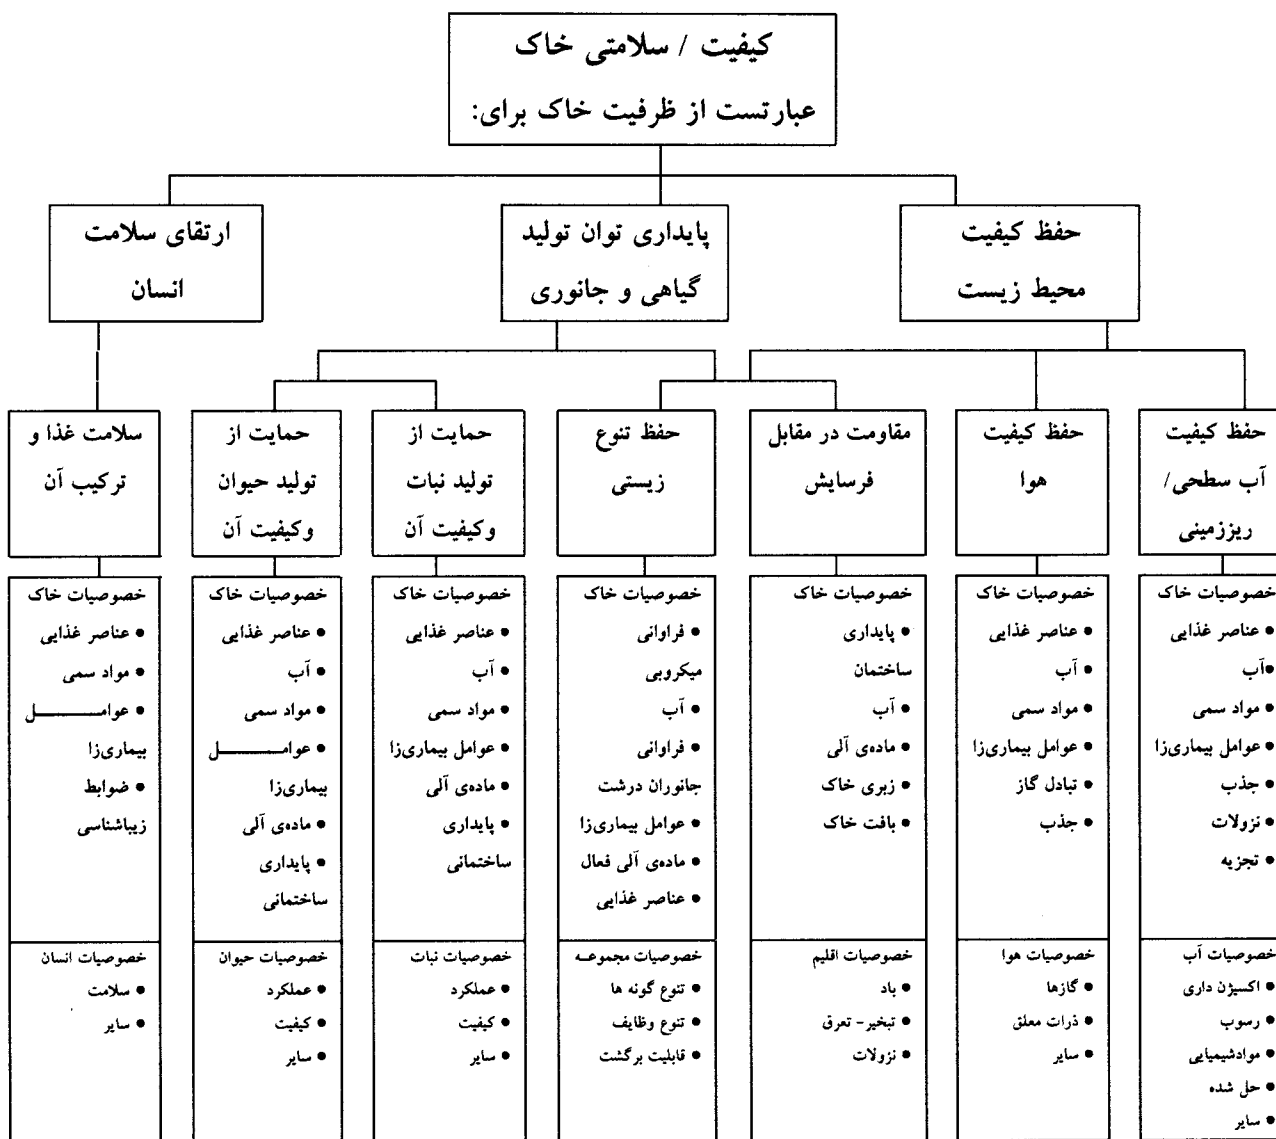 کیفیت / سلامتی خاک
عبارتست از ظرفیت خاک برای:
حفظ کیفیت
محیط زیست
پایداری توان تولید
گیاهی و جانوری
ارتقای سلامت
انسان
حفظ کیفیت
آب سطحی/
ریززمینی
حفظ کیفیت
هوا
مقاومت در مقابل
فرسایش
حفظ تنوع
زیستی
حمایت از
تولید نبات
وکیفیت آن
حمایت از
تولید حیوان
وکیفیت آن
سلامت غذا و
ترکیب آن
خصوصیات خاک
• عناصر غذایی
•آب
• مواد سمی
• عوامل بیماری‌زا
• جذب
• نزولات
• تجزیه
خصوصیات آب
• اکسیژن داری
• رسوب
• موادشیمیایی
• حل شده
• سایر
خصوصیات خاک
• عناصر غذایی
• آب
• مواد سمی
• عوامل بیماری‌زا
• تبادل گاز
• جذب
خصوصیات هوا
• گازها
• ذرات معلق
• سایر
خصوصیات خاک
• پایداری
ساختمان
• آب
• ماده‌ی آلی
• زبری خاک
• بافت خاک
خصوصیات اقلیم
• باد
• تبخیر- تعرق
• نزولات
خصوصیات خاک
• فراوانی
میکروبی
• آب
• فراوانی
جانوران درشت
• عوامل بیماری‌زا
• ماده‌ی آلی فعال
• عناصر غذایی
خصوصیات مجموعـه
• تنوع گونه ها
• تنوع وظایف
• قابلیت برگشت
خصوصیات خاک
• عناصر غذایی
• آب
• مواد سمی
• عوامل بیماری‌زا
• ماده‌ی آلی
• پایداری
ساختمانی
خصوصیات نبات
• عملکرد
• کیفیت
• سایر
خصوصیات خاک
• عناصر غذایی
• آب
• مواد سمی
• عوامـــــــــل
بیماری‌زا
• ماده‌ی آلی
• پایداری
ساختمانی
خصوصیات حیوان
• عملکرد
• کیفیت
• سایر
خصوصیات خاک
• عناصر غذایی
• مواد سمی
• عوامـــــــــل
بیماری‌زا
• ضوابط
زیباشناسی
خصوصیات انسان
• سلامت
• سایر